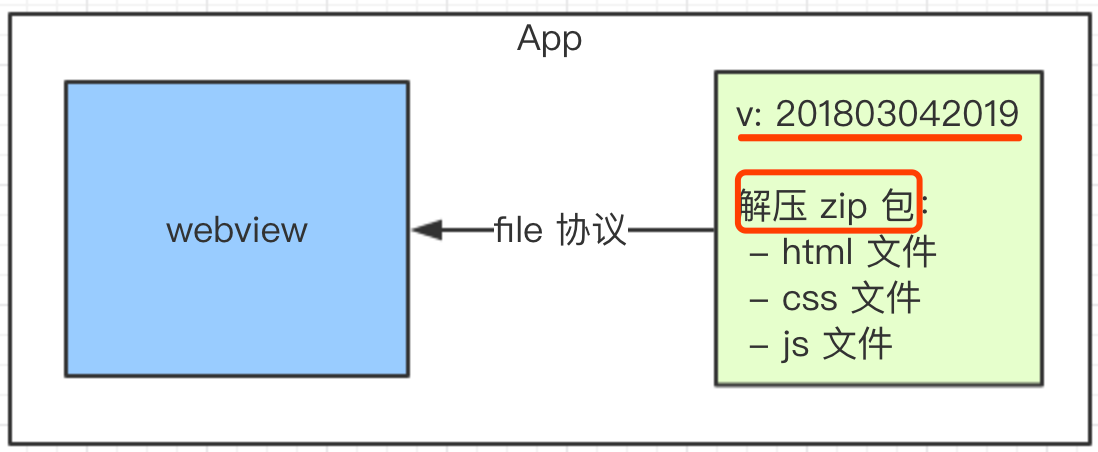 App
webview
file 协议
v: 201803042019
解压 zip 包:
– html 文件
– css 文件
– js 文件